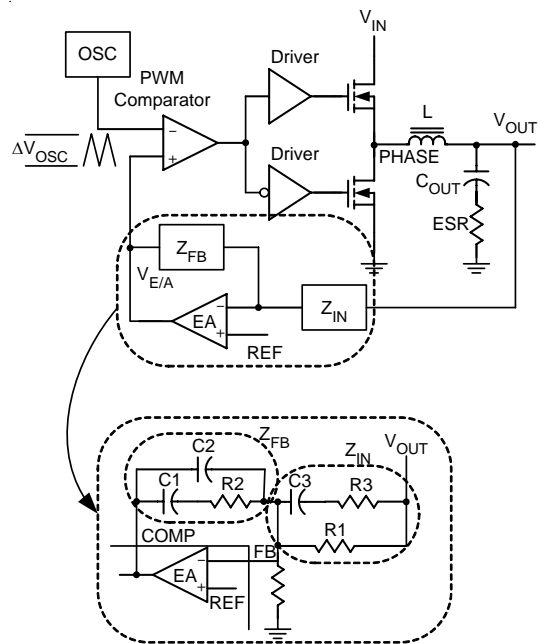 V_IN
OSC
Driver
PWM
Comparator
L
V_OUT
−
+
ΔV_OSC
Driver
PHASE
C_OUT
ESR
Z_FB
V_E/A
−
EA
+
Z_IN
REF
Z_FB
Z_IN
V_OUT
C2
C1
R2
C3
R3
R1
COMP
FB
−
EA
+
REF